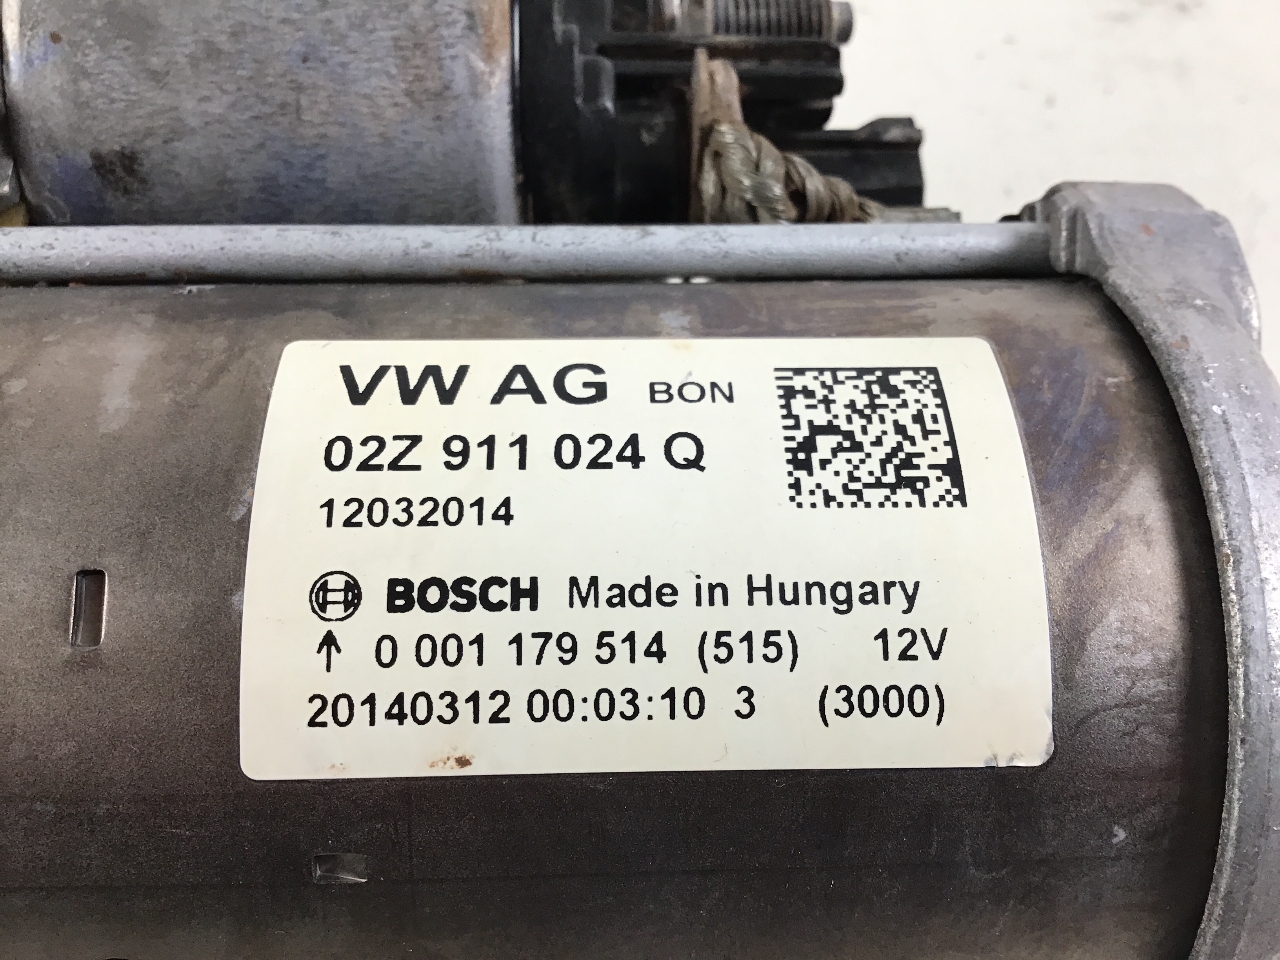 VW AG BON
02Z 911 024 Q
12032014
BOSCH Made in Hungary
↑ 0 001 179 514 (515) 12V
20140312 00:03:10 3 (3000)